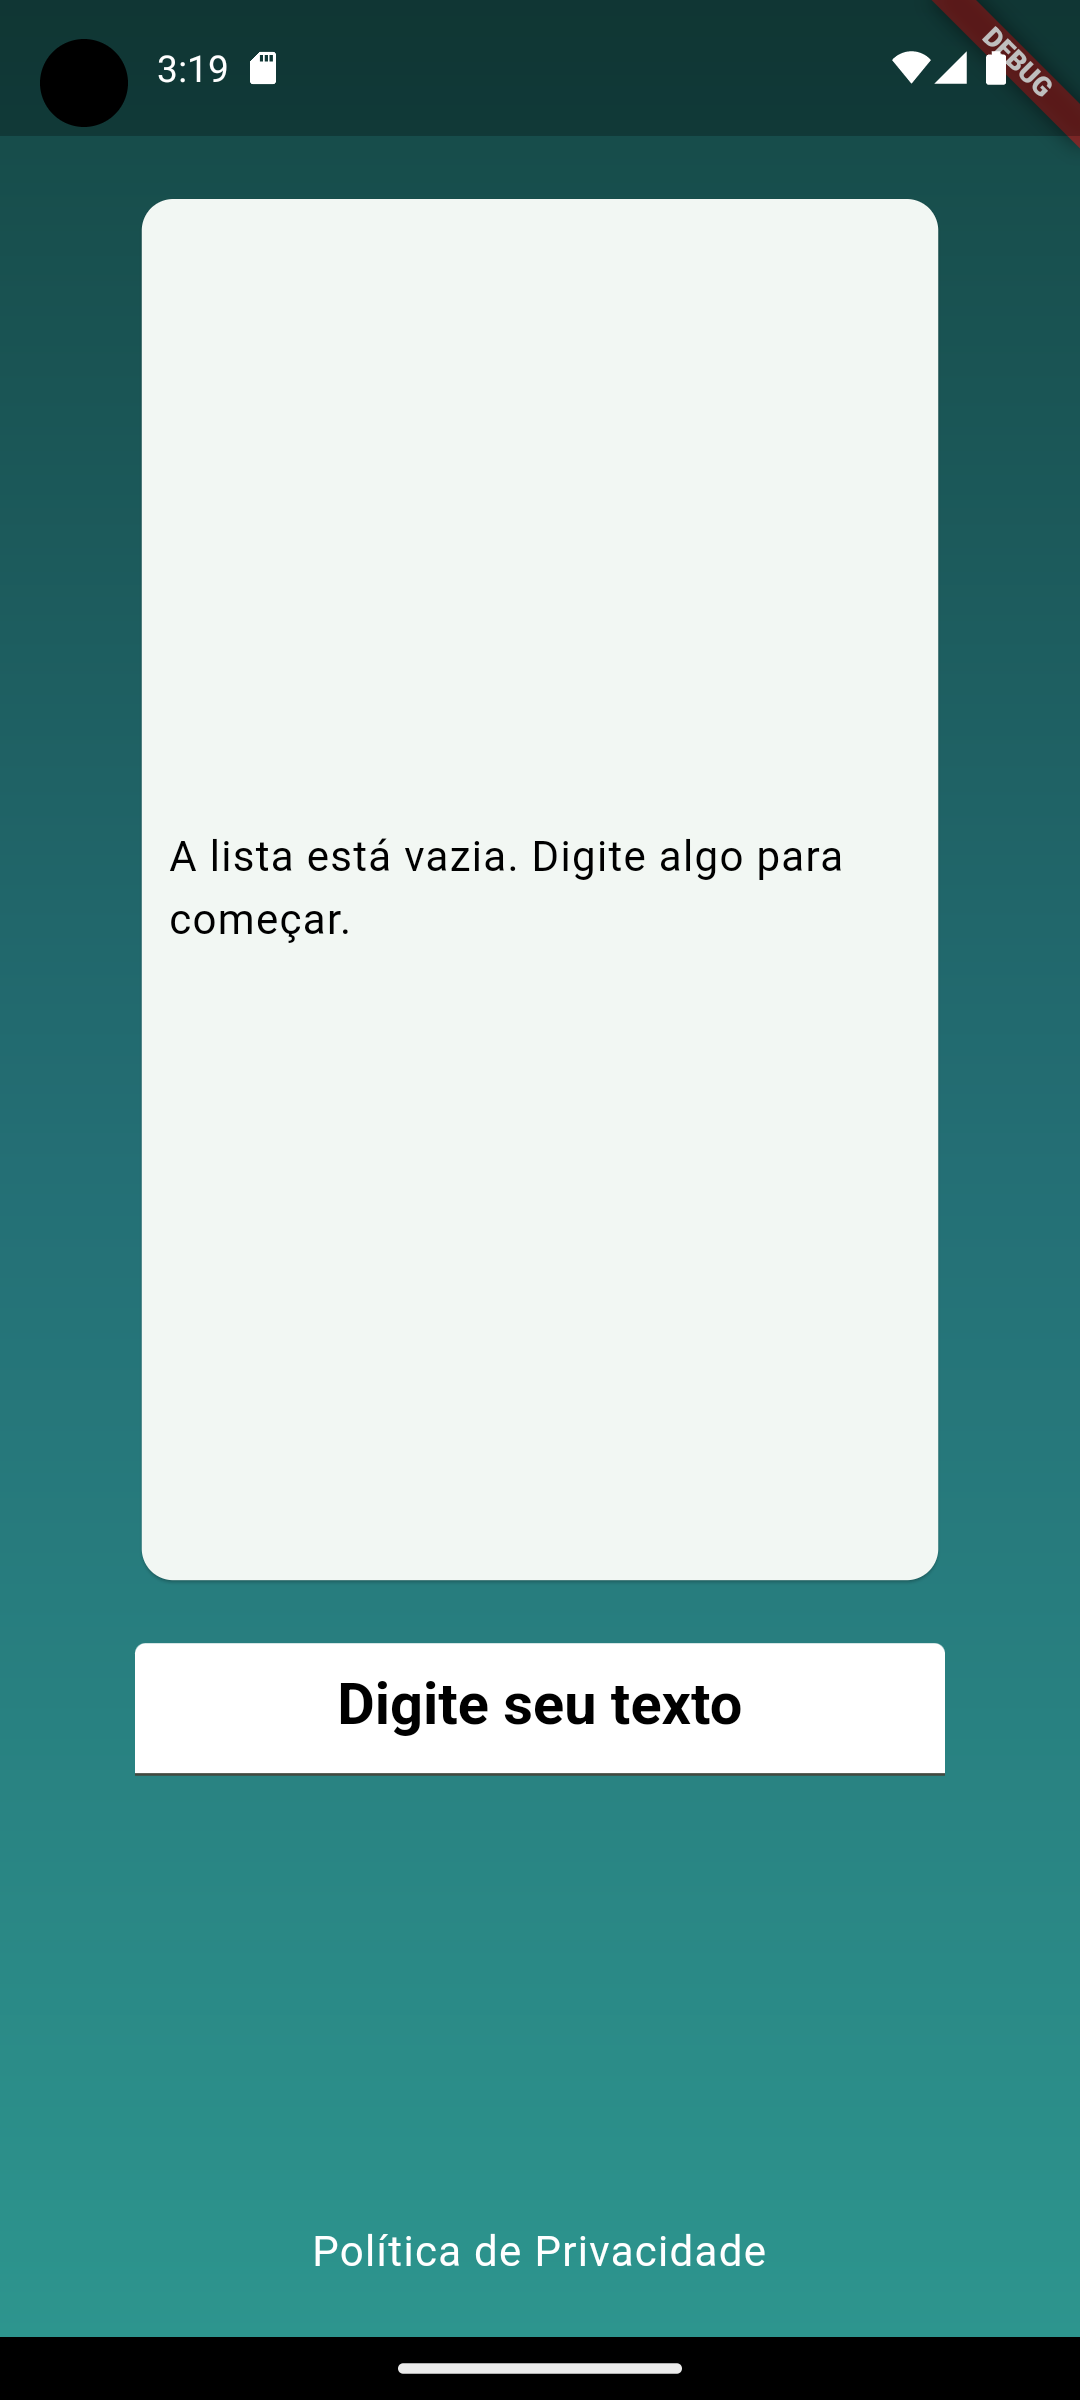 3:19
DEBUG
A lista está vazia. Digite algo para
começar.
Digite seu texto
Política de Privacidade